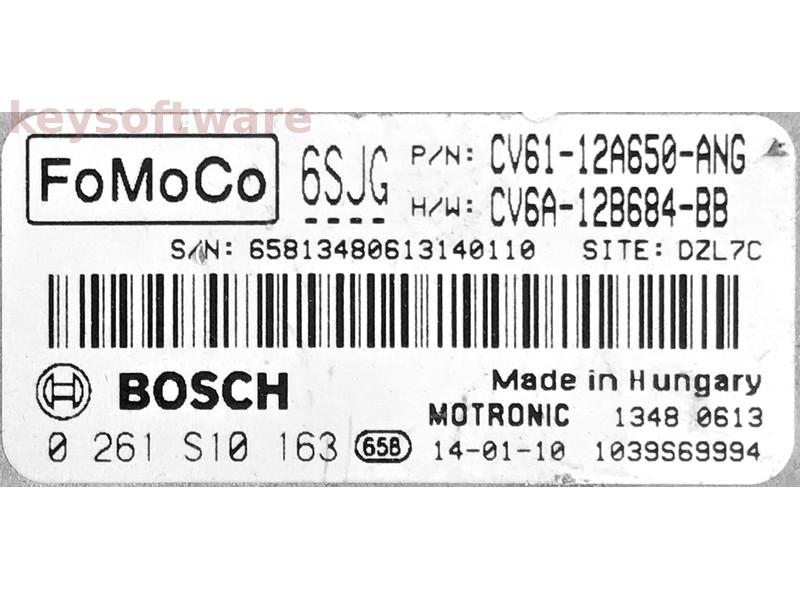 keysoftware
FoMoCo 6SJG P/N: CV61-12A650-ANG
H/W: CV6A-12B684-BB
S/N: 65813480613140110 SITE: DZL7C
BOSCH Made in Hungary
MOTRONIC 1348 0613
0 261 S10 163 658 14-01-10 1039S69994